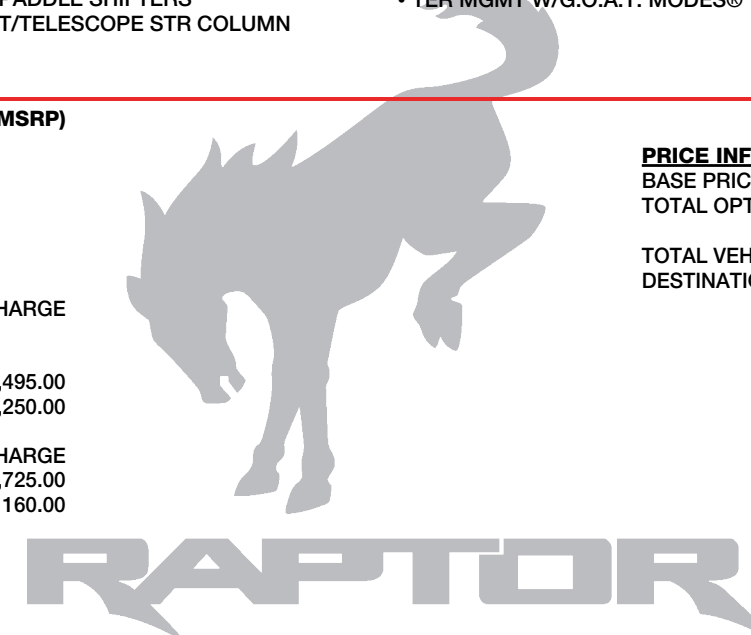 PADDLE SHIFTERS
T/TELESCOPE STR COLUMN
• TER MGMT W/G.O.A.T. MODES®
MSRP)
HARGE
,495.00
,250.00
HARGE
,725.00
160.00
PRICE INF
BASE PRIC
TOTAL OPT
TOTAL VEH
DESTINATI
RAPTOR